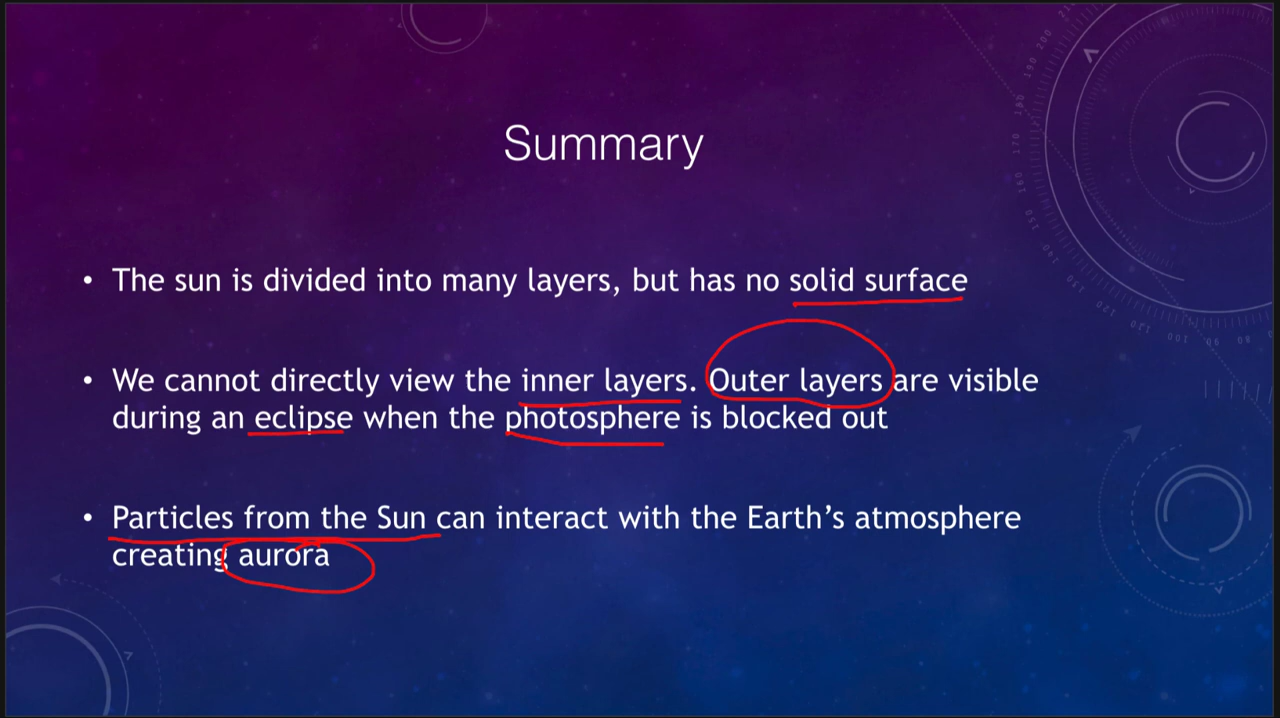 Summary
• The sun is divided into many layers, but has no solid surface
• We cannot directly view the inner layers. Outer layers are visible
during an eclipse when the photosphere is blocked out
• Particles from the Sun can interact with the Earth’s atmosphere
creating aurora